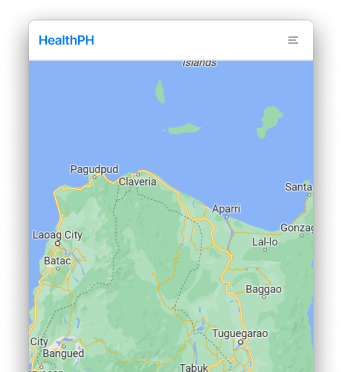 HealthPH
Islands
Pagudpud
Claveria
Santa
Aparri
Gonzag
Laoag City
Lal-lo
Batac
Baggao
Tuguegarao
City
Bangued
Tabuk